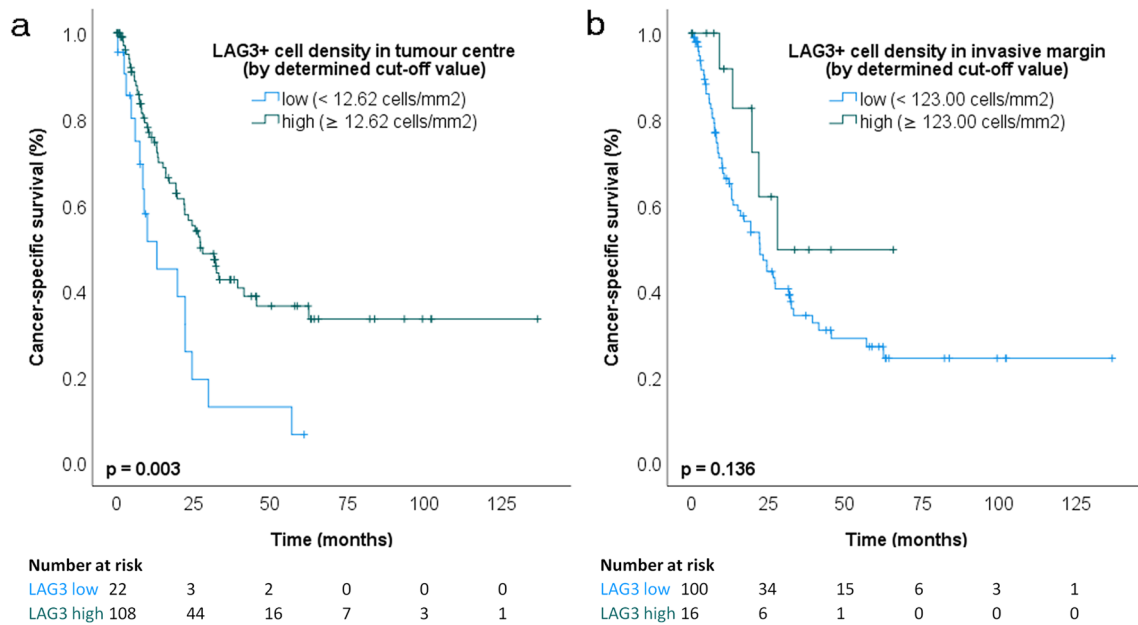 a
LAG3+ cell density in tumour centre
(by determined cut-off value)
low (< 12.62 cells/mm2)
high (≥ 12.62 cells/mm2)
Cancer-specific survival (%)
1.0
0.8
0.6
0.4
0.2
0.0
p = 0.003
0 25 50 75 100 125
Time (months)
Number at risk
LAG3 low 22 3 2 0 0 0
LAG3 high 108 44 16 7 3 1
b
LAG3+ cell density in invasive margin
(by determined cut-off value)
low (< 123.00 cells/mm2)
high (≥ 123.00 cells/mm2)
Cancer-specific survival (%)
1.0
0.8
0.6
0.4
0.2
0.0
p = 0.136
0 25 50 75 100 125
Time (months)
Number at risk
LAG3 low 100 34 15 6 3 1
LAG3 high 16 6 1 0 0 0